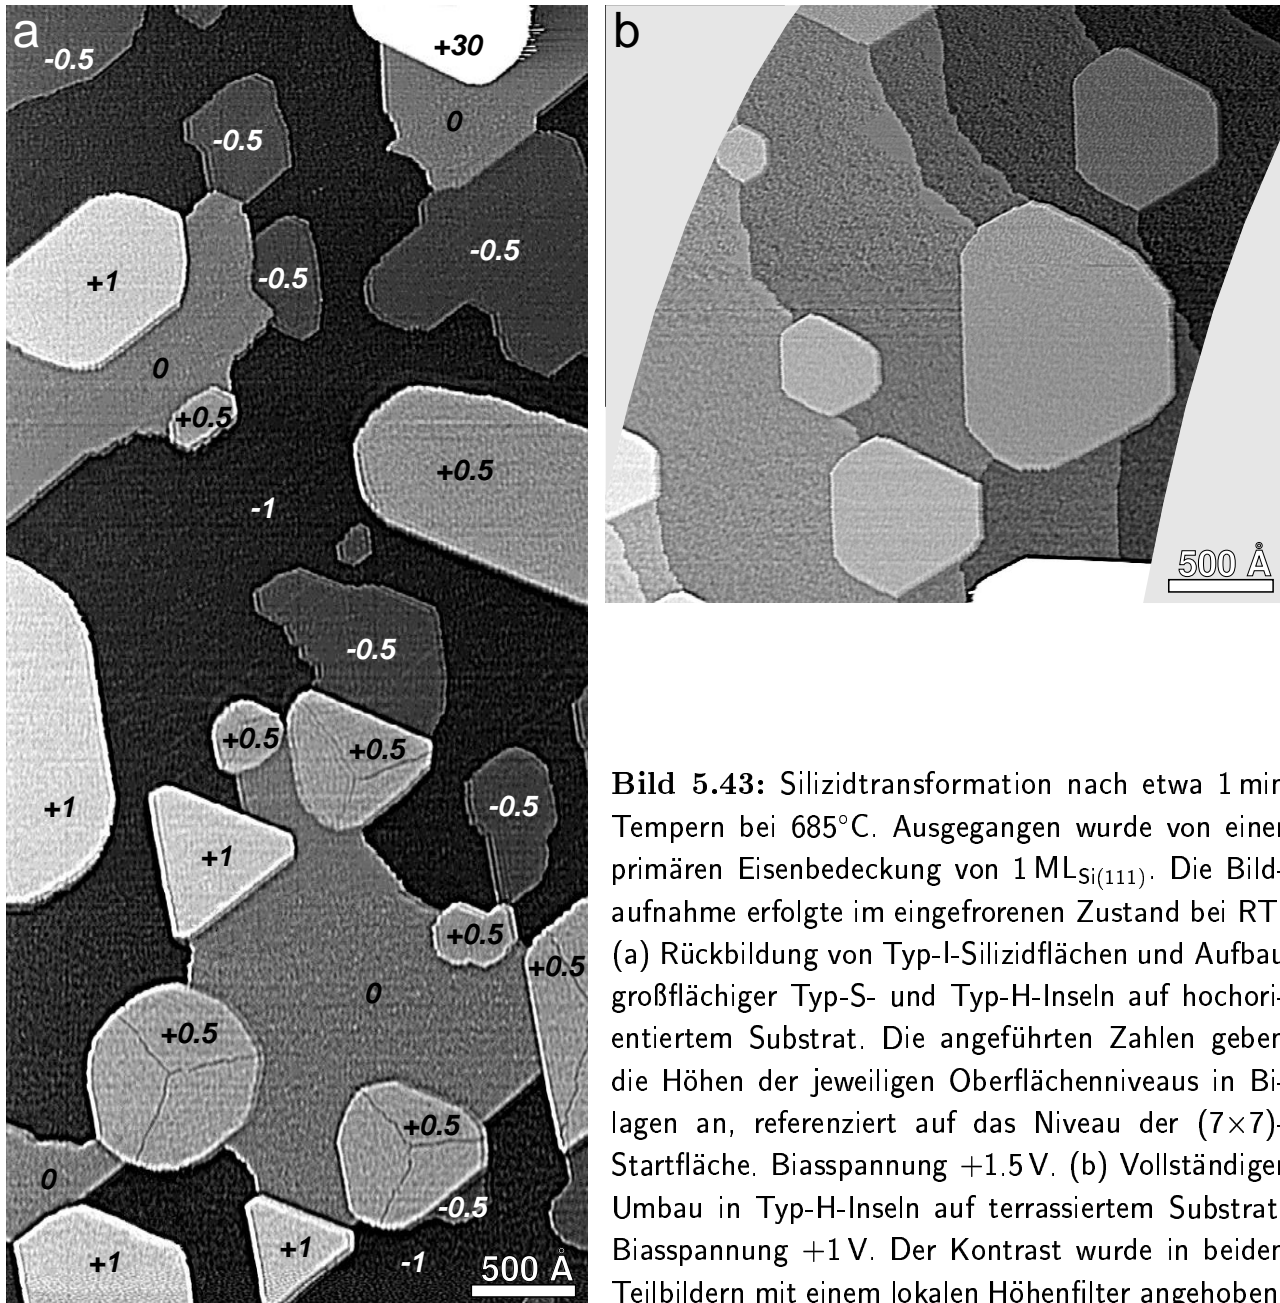 a
+30
-0.5
0
-0.5
-0.5
-0.5
+1
0
+0.5
+0.5
-1
-0.5
+0.5
+0.5
+1
-0.5
+1
+0.5
+0.5
0
+0.5
+0.5
0
-0.5
+1
+1
-1
500 Å
b
500 Å
Bild 5.43: Silizidtransformation nach etwa 1 min
Tempern bei 685°C. Ausgegangen wurde von einer
primären Eisenbedeckung von 1 ML Si(111). Die Bild-
aufnahme erfolgte im eingefrorenen Zustand bei RT.
(a) Rückbildung von Typ-I-Silizidflächen und Aufbau
großflächiger Typ-S- und Typ-H-Inseln auf hochori-
entiertem Substrat. Die angeführten Zahlen geben
die Höhen der jeweiligen Oberflächenniveaus in Bi-
lagen an, referenziert auf das Niveau der (7×7)-
Startfläche. Biasspannung +1.5 V. (b) Vollständiger
Umbau in Typ-H-Inseln auf terrassiertem Substrat.
Biasspannung +1 V. Der Kontrast wurde in beiden
Teilbildern mit einem lokalen Höhenfilter angehoben.